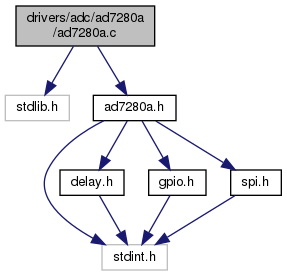 drivers/adc/ad7280a
/ad7280a.c
stdlib.h
ad7280a.h
delay.h
gpio.h
spi.h
stdint.h